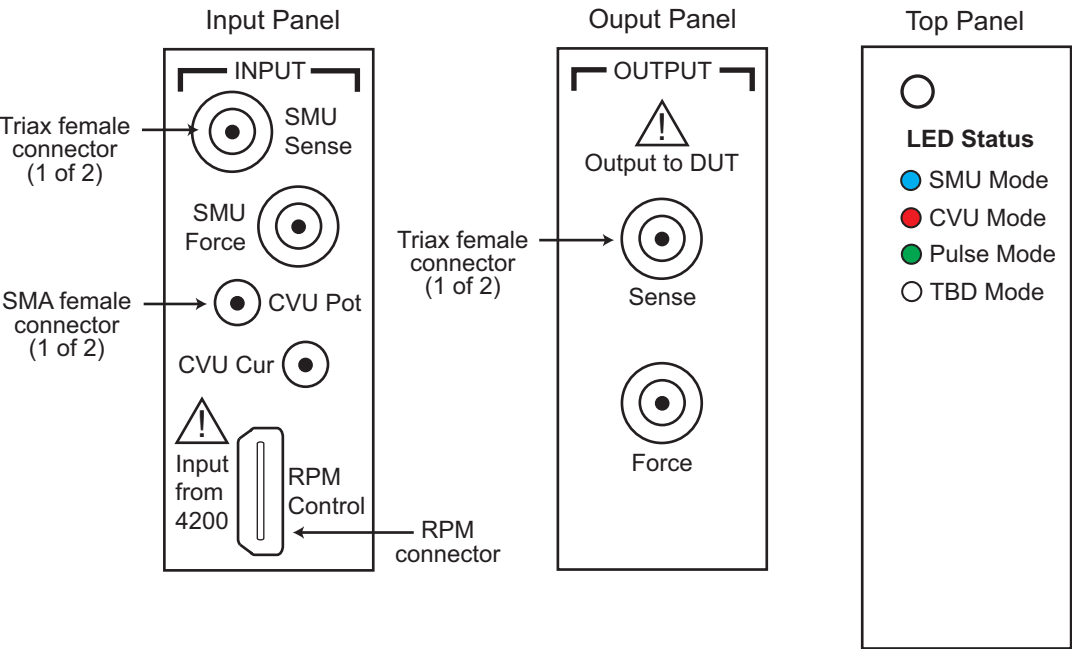 Input Panel
INPUT
Triax female
connector
(1 of 2)
SMU
Sense
SMU
Force
SMA female
connector
(1 of 2)
CVU Pot
CVU Cur
Input
from
4200
RPM
Control
RPM
connector
Ouput Panel
OUTPUT
Output to DUT
Triax female
connector
(1 of 2)
Sense
Force
Top Panel
LED Status
SMU Mode
CVU Mode
Pulse Mode
TBD Mode